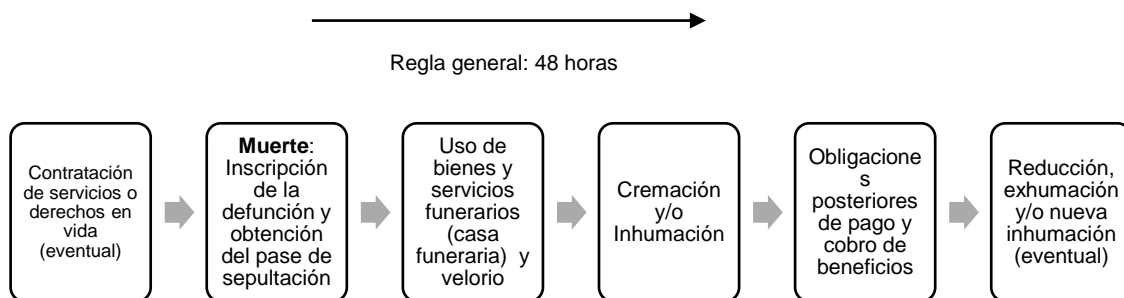 Regla general: 48 horas
Contratación
de servicios o
derechos en
vida
(eventual)
Muerte:
Inscripción
de la
defunción y
obtención
del pase de
sepultación
Uso de
bienes y
servicios
funerarios
(casa
funeraria) y
velorio
Cremación
y/o
Inhumación
Obligacione
s
posteriores
de pago y
cobro de
beneficios
Reducción,
exhumación
y/o nueva
inhumación
(eventual)